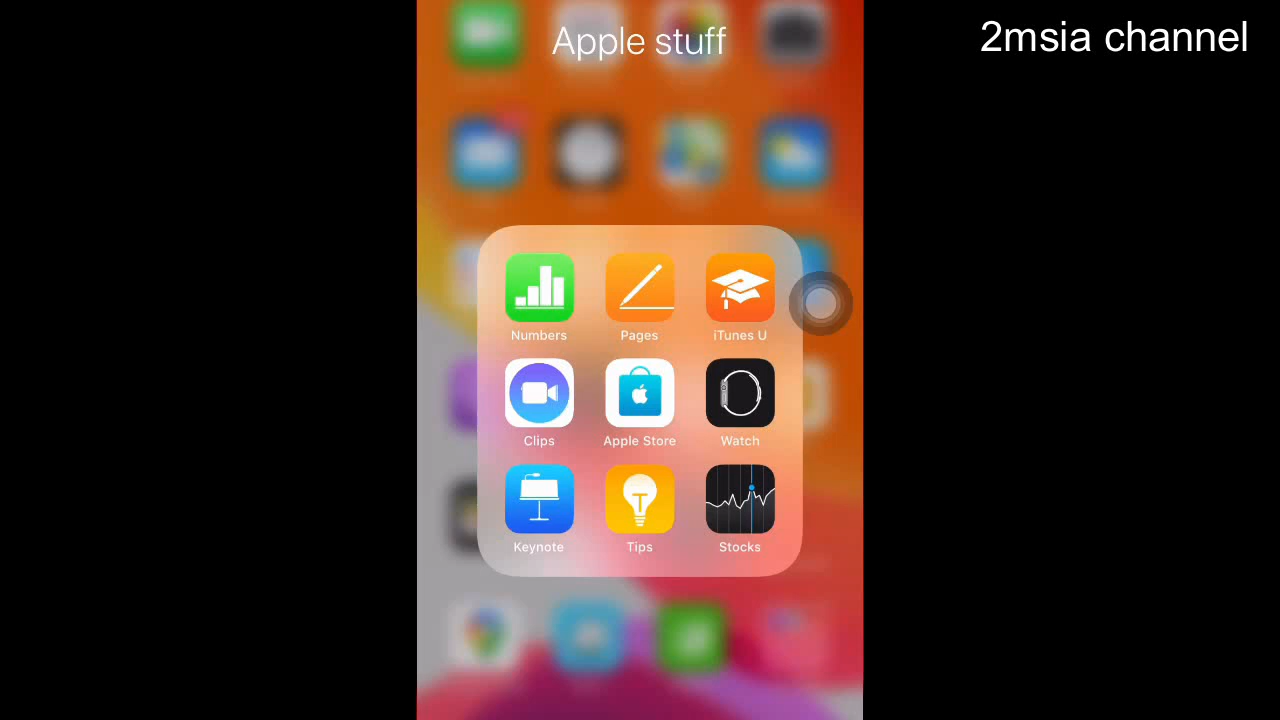 Apple stuff
2msia channel
Numbers
Pages
iTunes U
Clips
Apple Store
Watch
Keynote
T
Tips
Stocks